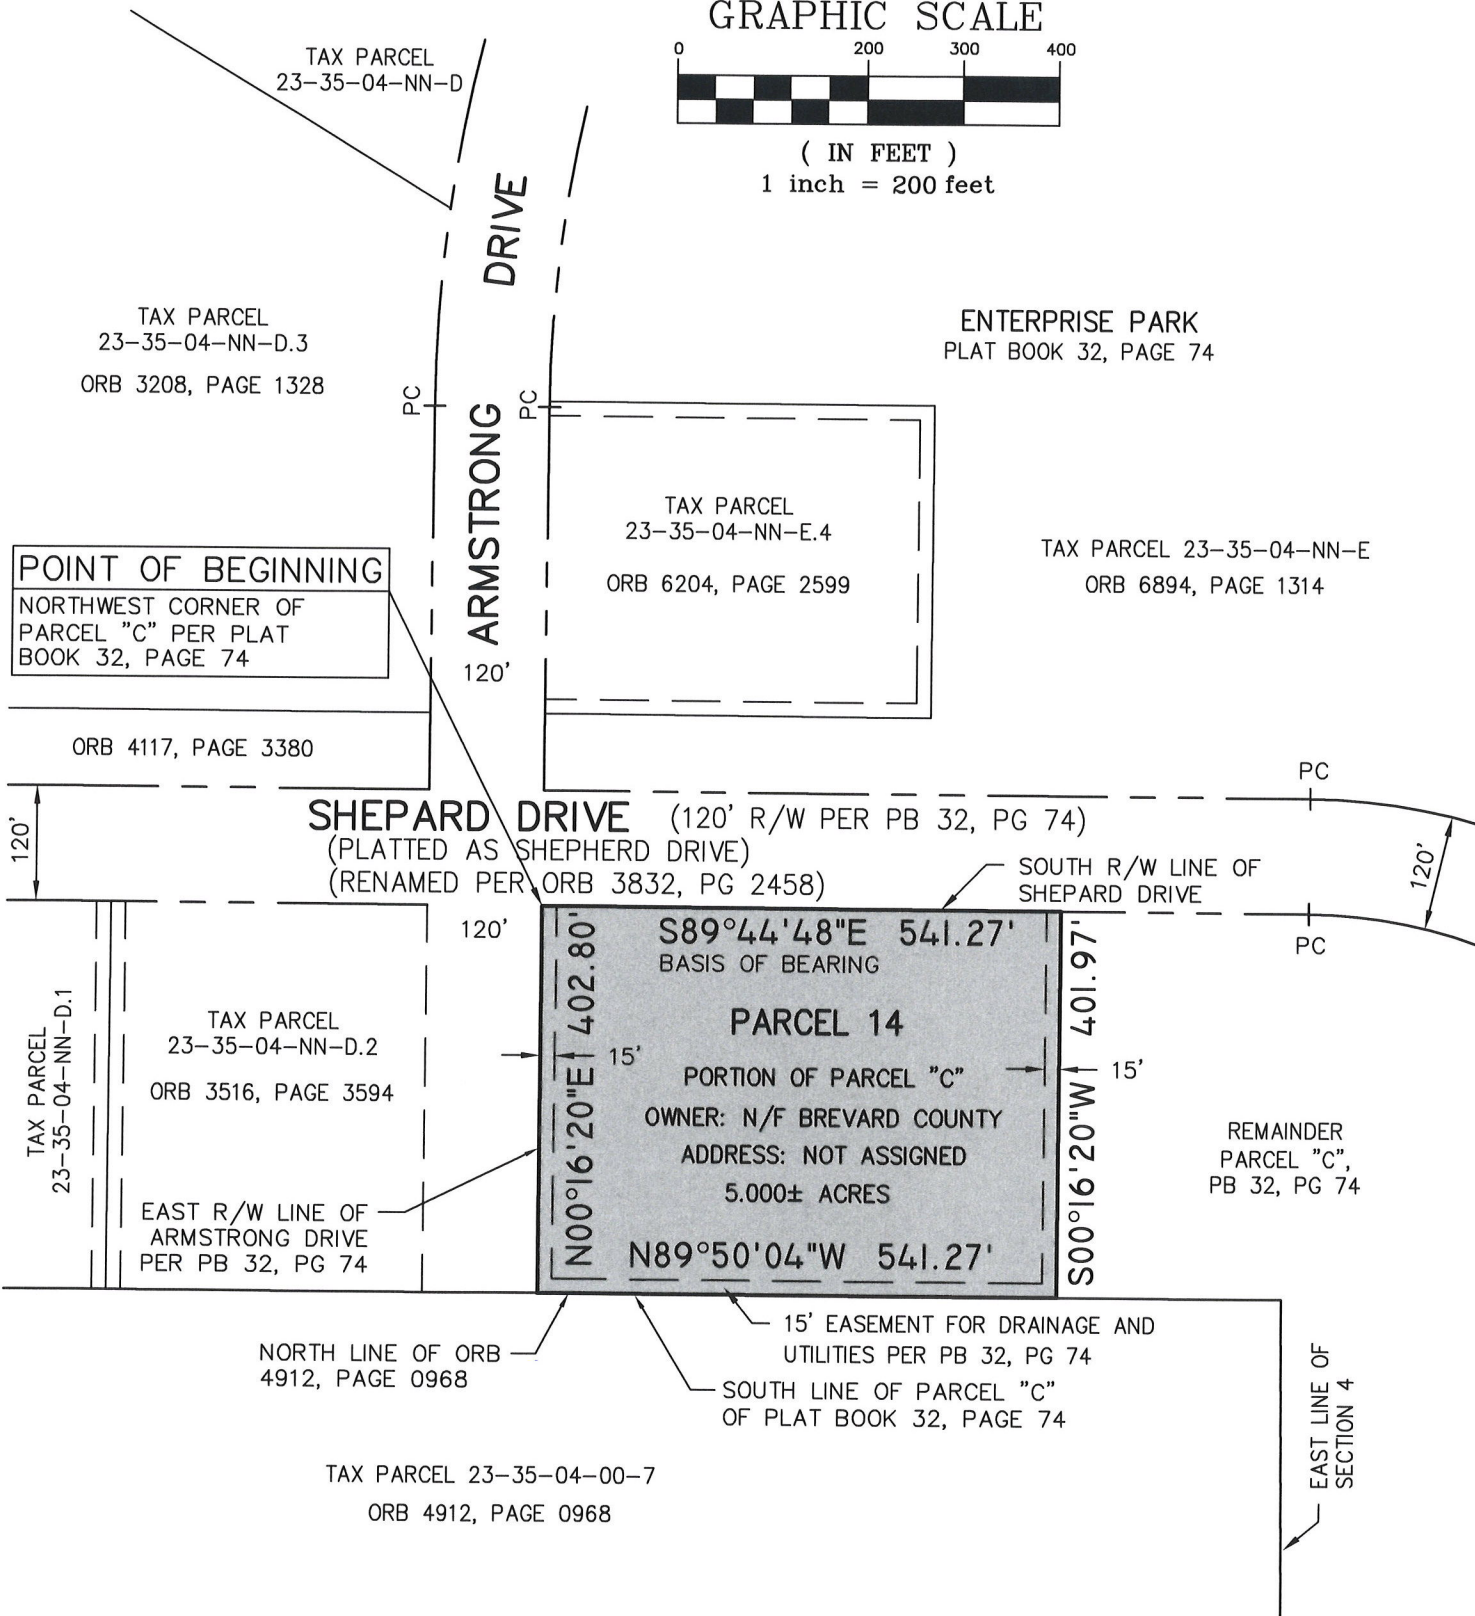 GRAPHIC SCALE
0 200 300 400
( IN FEET )
1 inch = 200 feet
TAX PARCEL
23-35-04-NN-D
ARMSTRONG DRIVE
120'
TAX PARCEL
23-35-04-NN-D.3
ORB 3208, PAGE 1328
PC
PC
ENTERPRISE PARK
PLAT BOOK 32, PAGE 74
TAX PARCEL
23-35-04-NN-E.4
ORB 6204, PAGE 2599
TAX PARCEL 23-35-04-NN-E
ORB 6894, PAGE 1314
POINT OF BEGINNING
NORTHWEST CORNER OF
PARCEL "C" PER PLAT
BOOK 32, PAGE 74
ORB 4117, PAGE 3380
PC
120'
SHEPARD DRIVE (120' R/W PER PB 32, PG 74)
(PLATTED AS SHEPHERD DRIVE)
(RENAMED PER ORB 3832, PG 2458)
SOUTH R/W LINE OF
SHEPARD DRIVE
120'
PC
120'
TAX PARCEL
23-35-04-NN-D.1
TAX PARCEL
23-35-04-NN-D.2
ORB 3516, PAGE 3594
EAST R/W LINE OF
ARMSTRONG DRIVE
PER PB 32, PG 74
N00°16'20"E 402.80'
15'
S89°44'48"E 541.27'
BASIS OF BEARING
PARCEL 14
PORTION OF PARCEL "C"
OWNER: N/F BREVARD COUNTY
ADDRESS: NOT ASSIGNED
5.000± ACRES
N89°50'04"W 541.27'
S00°16'20"W 401.97'
15'
REMAINDER
PARCEL "C",
PB 32, PG 74
NORTH LINE OF ORB
4912, PAGE 0968
15' EASEMENT FOR DRAINAGE AND
UTILITIES PER PB 32, PG 74
SOUTH LINE OF PARCEL "C"
OF PLAT BOOK 32, PAGE 74
EAST LINE OF
SECTION 4
TAX PARCEL 23-35-04-00-7
ORB 4912, PAGE 0968